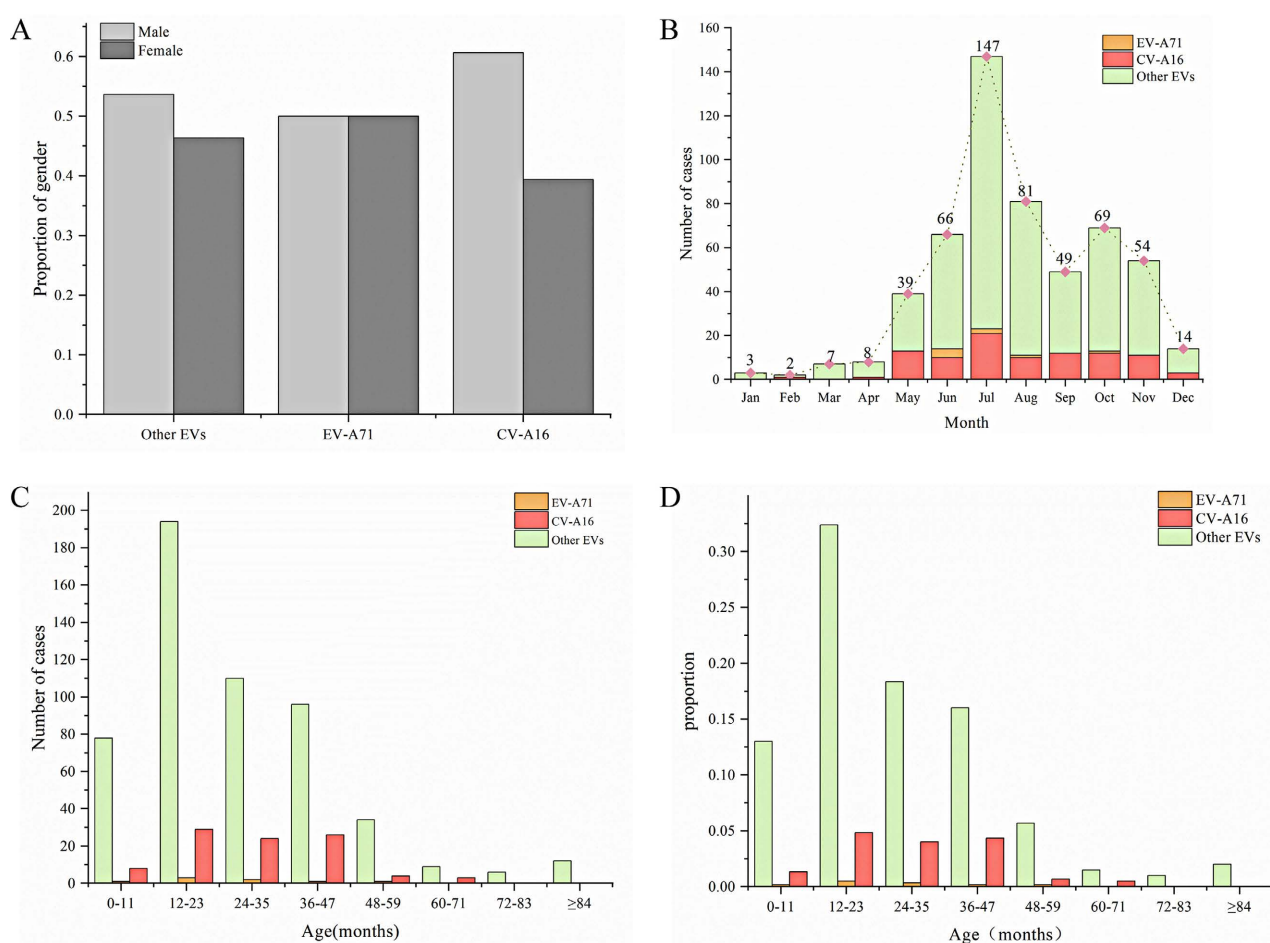 A
Male
Female
Proportion of gender
0.6
0.5
0.4
0.3
0.2
0.1
0.0
Other EVs EV-A71 CV-A16
B
EV-A71
CV-A16
Other EVs
Number of cases
160
140
120
100
80
60
40
20
0
3 2 7 8 39 66 147 81 49 69 54 14
Jan Feb Mar Apr May Jun Jul Aug Sep Oct Nov Dec
Month
C
EV-A71
CV-A16
Other EVs
Number of cases
200
180
160
140
120
100
80
60
40
20
0
0-11 12-23 24-35 36-47 48-59 60-71 72-83 ≥84
Age(months)
D
EV-A71
CV-A16
Other EVs
proportion
0.30
0.25
0.20
0.15
0.10
0.05
0.00
0-11 12-23 24-35 36-47 48-59 60-71 72-83 ≥84
Age（months）